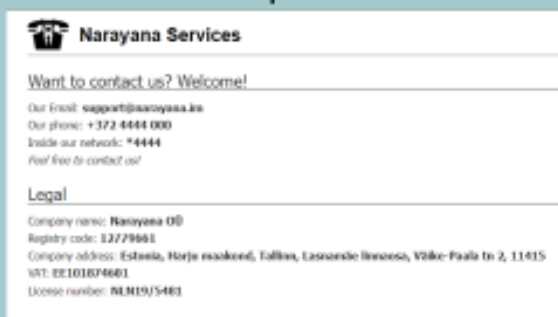 Narayana Services
Want to contact us? Welcome!
Our Email: support@narayana.im
Our phone: +372 4444 000
Inside our network: *4444
Feel free to contact us!
Legal
Company name: Narayana OÜ
Registry code: 12779661
Company address: Estonia, Harju maakond, Tallinn, Lasnamäe linnaosa, Väike-Paala tn 2, 11415
VAT: EE101874601
License number: NLN19/5481